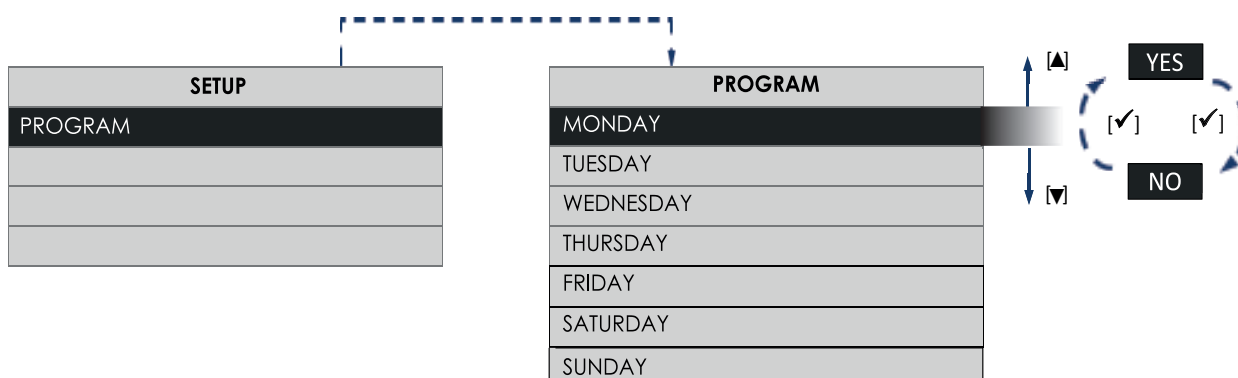 SETUP
PROGRAM
PROGRAM
MONDAY
TUESDAY
WEDNESDAY
THURSDAY
FRIDAY
SATURDAY
SUNDAY
[▲]
[▼]
YES
[✓] [✓]
NO